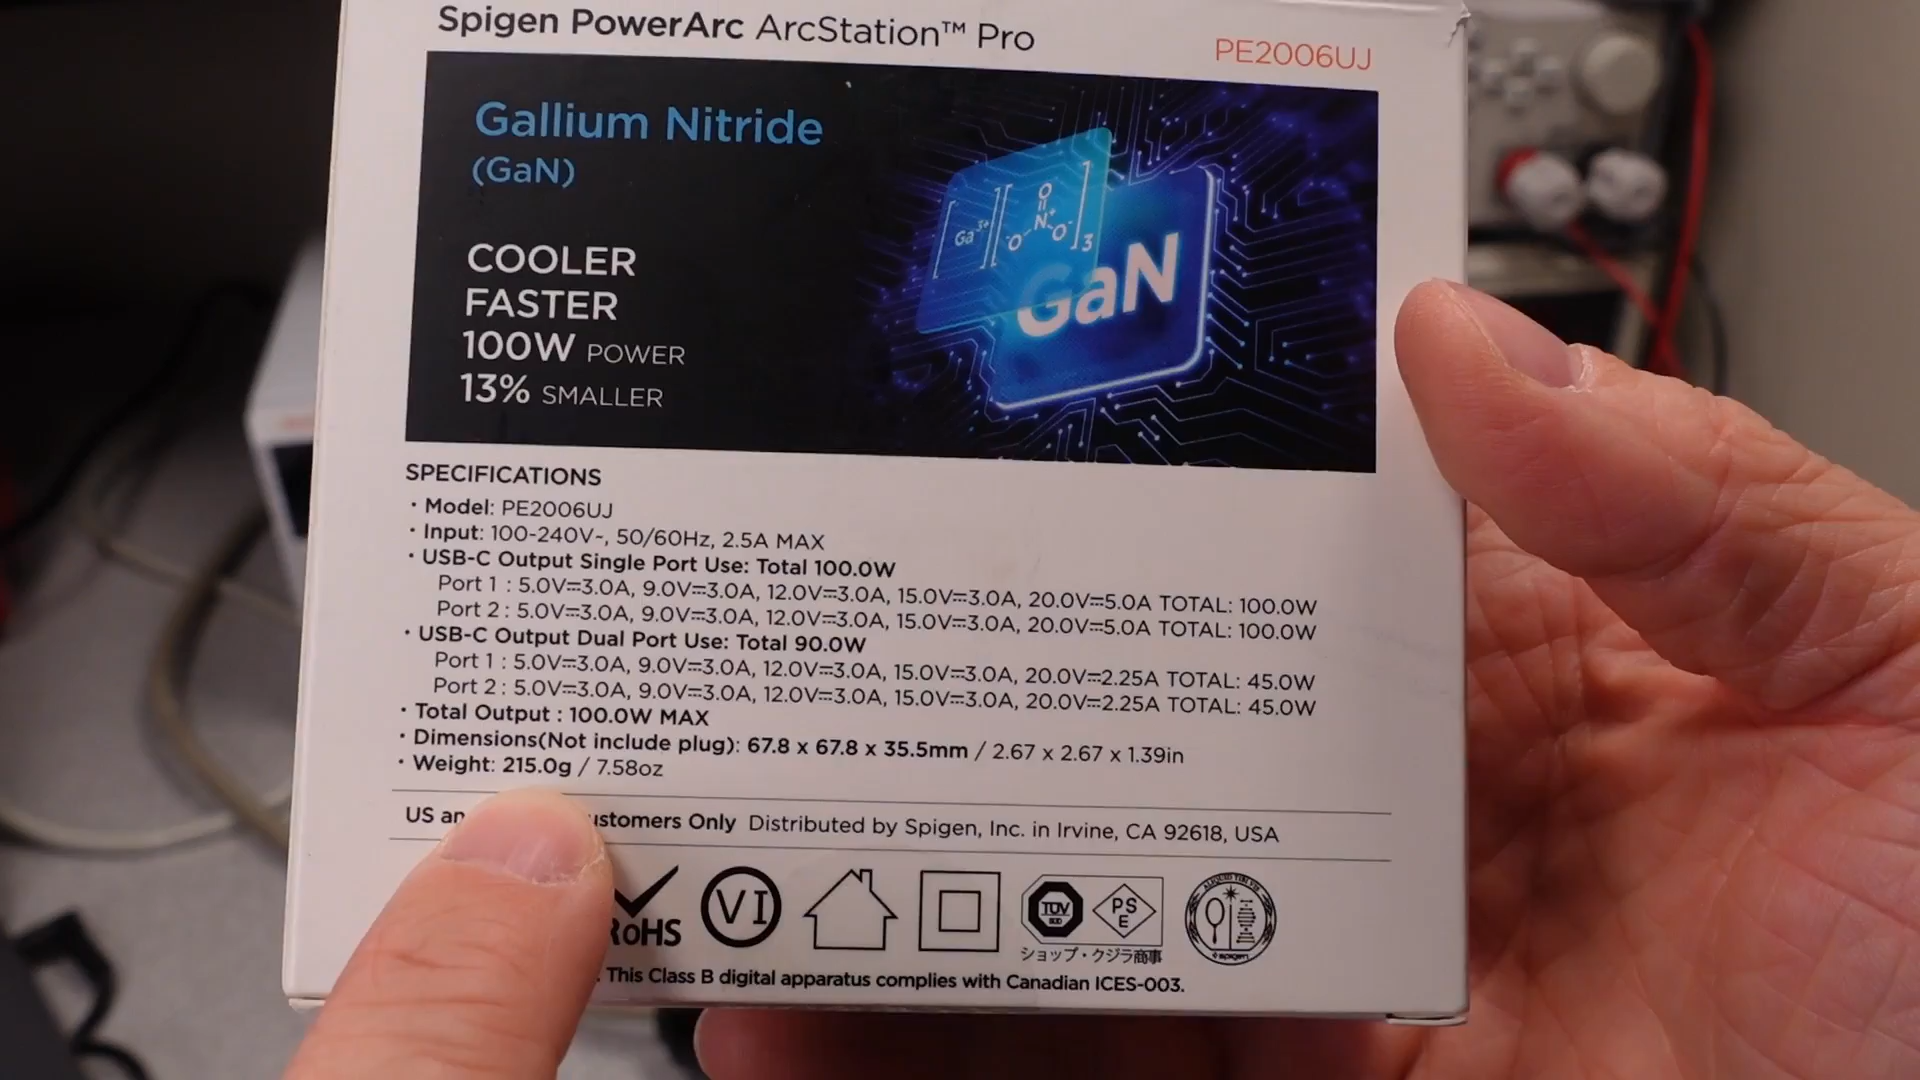 Spigen PowerArc ArcStation™ Pro
PE2006UJ
Gallium Nitride
(GaN)
COOLER
FASTER
100W POWER
13% SMALLER
[Ga³⁺][O N⁺ ⁻O O⁻]₃
GaN
SPECIFICATIONS
· Model: PE2006UJ
· Input: 100-240V~, 50/60Hz, 2.5A MAX
· USB-C Output Single Port Use: Total 100.0W
Port 1 : 5.0V⎓3.0A, 9.0V⎓3.0A, 12.0V⎓3.0A, 15.0V⎓3.0A, 20.0V⎓5.0A TOTAL: 100.0W
Port 2 : 5.0V⎓3.0A, 9.0V⎓3.0A, 12.0V⎓3.0A, 15.0V⎓3.0A, 20.0V⎓5.0A TOTAL: 100.0W
· USB-C Output Dual Port Use: Total 90.0W
Port 1 : 5.0V⎓3.0A, 9.0V⎓3.0A, 12.0V⎓3.0A, 15.0V⎓3.0A, 20.0V⎓2.25A TOTAL: 45.0W
Port 2 : 5.0V⎓3.0A, 9.0V⎓3.0A, 12.0V⎓3.0A, 15.0V⎓3.0A, 20.0V⎓2.25A TOTAL: 45.0W
· Total Output : 100.0W MAX
· Dimensions(Not include plug): 67.8 x 67.8 x 35.5mm / 2.67 x 2.67 x 1.39in
· Weight: 215.0g / 7.58oz
US an ustomers Only Distributed by Spigen, Inc. in Irvine, CA 92618, USA
RoHS
VI
TÜV
PS
E
ショップ・クジラ商事
. This Class B digital apparatus complies with Canadian ICES-003.